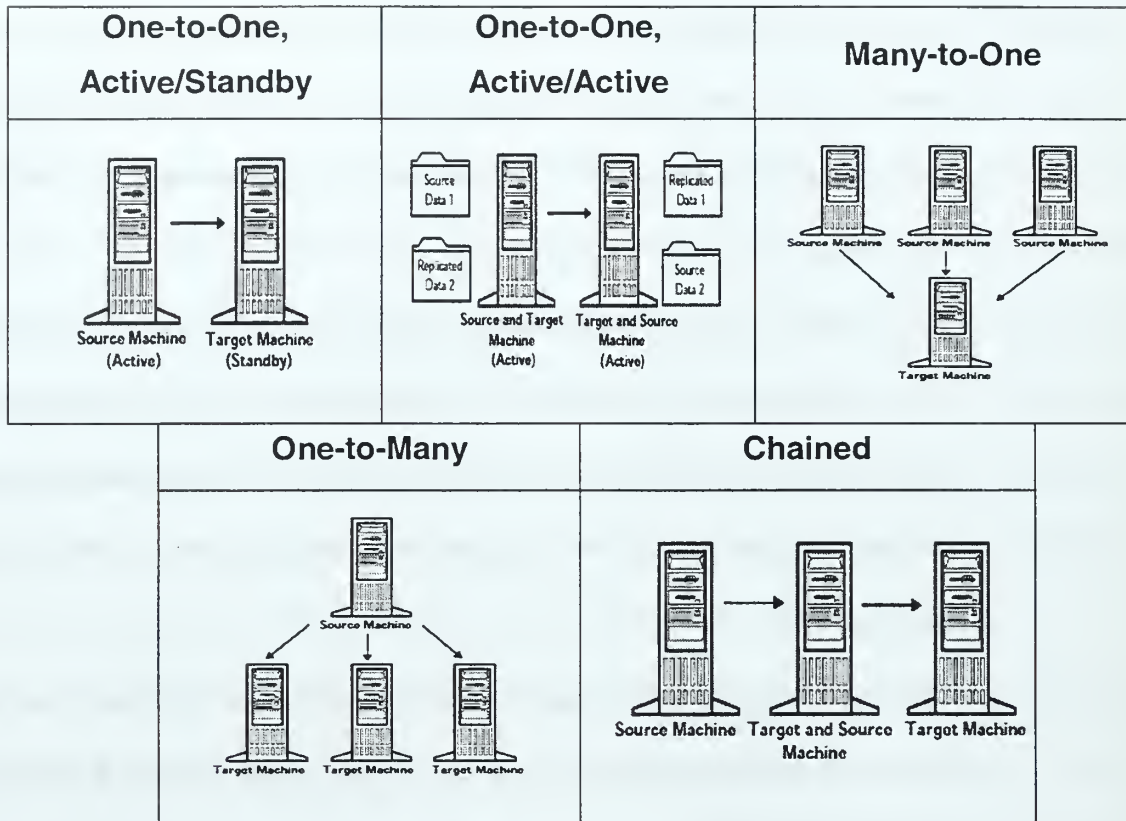 One-to-One,
Active/Standby
One-to-One,
Active/Active
Many-to-One
Source Machine
(Active)
Target Machine
(Standby)
Source
Data 1
Replicated
Data 2
Replicated
Data 1
Source
Data 2
Source and Target
Machine
(Active)
Target and Source
Machine
(Active)
Source Machine
Source Machine
Source Machine
Target Machine
One-to-Many
Chained
Source Machine
Target Machine
Target Machine
Target Machine
Source Machine
Target and Source
Machine
Target Machine